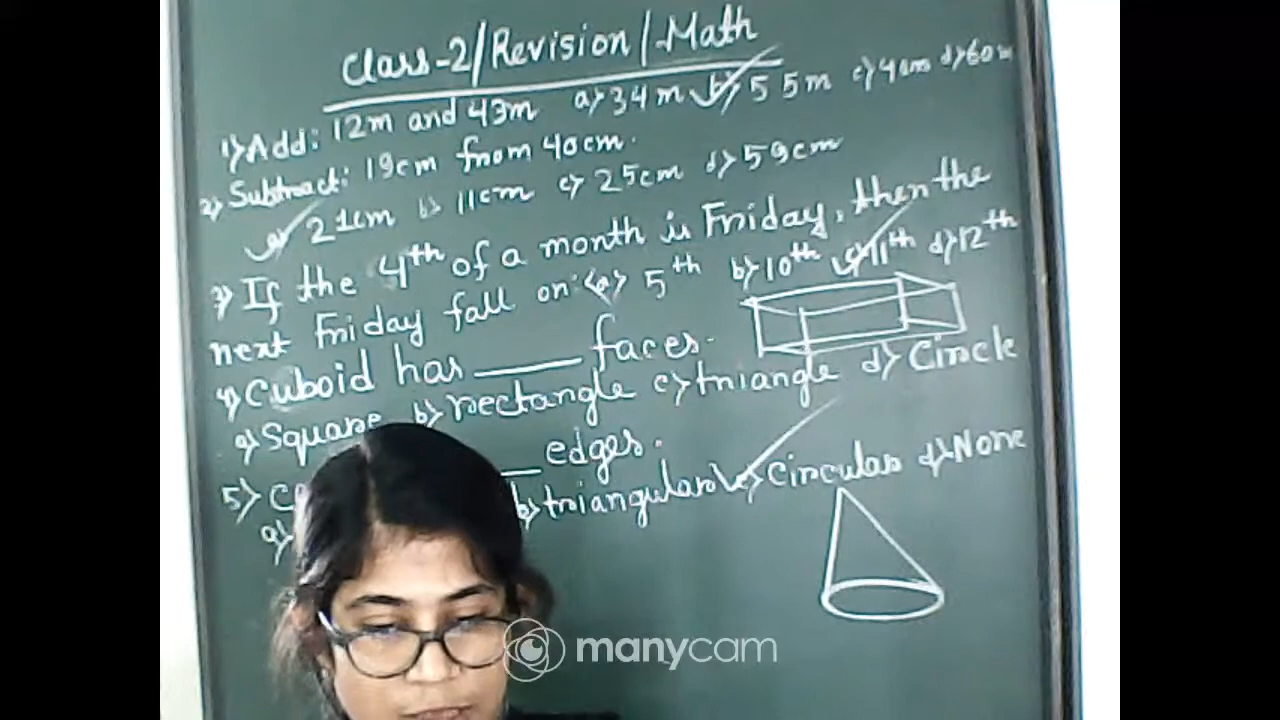 Class-2/Revision/Math
1) Add: 12m and 43m a) 34m b) 55m c) 4cm d) 60m
2) Subtract: 19cm from 40cm.
a) 21cm b) 11cm c) 25cm d) 59cm
3) If the 4th of a month is Friday, then the
next Friday fall on: a) 5th b) 10th c) 11th d) 12th
4) Cuboid has ____ faces.
a) Square b) rectangle c) triangle d) Circle
5) edges.
a) b) triangular c) Circular d) None
manycam